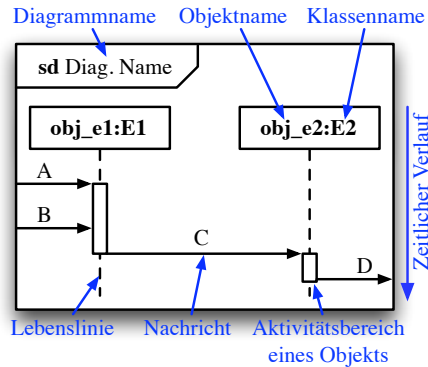 Diagrammname Objektname Klassenname
sd Diag. Name
obj_e1:E1 obj_e2:E2
A
B
C
D
Zeitlicher Verlauf
Lebenslinie Nachricht Aktivitätsbereich
eines Objekts